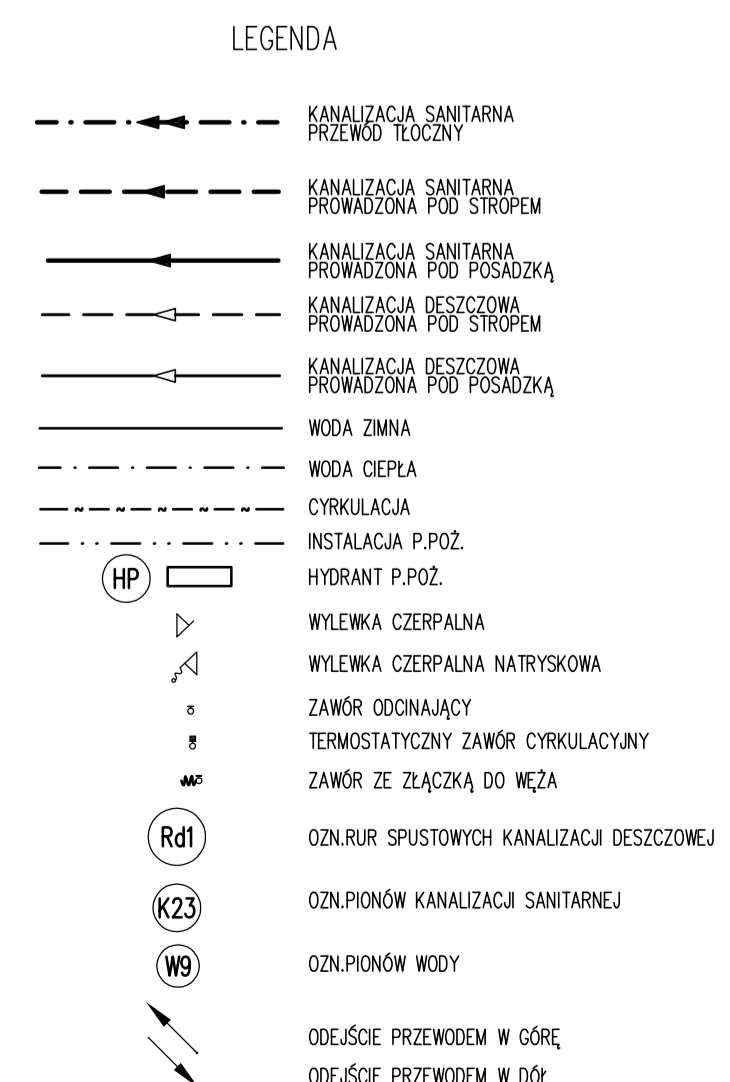 LEGENDA
KANALIZACJA SANITARNA
PRZEWÓD TŁOCZNY
KANALIZACJA SANITARNA
PROWADZONA POD STROPEM
KANALIZACJA SANITARNA
PROWADZONA POD POSADZKĄ
KANALIZACJA DESZCZOWA
PROWADZONA POD STROPEM
KANALIZACJA DESZCZOWA
PROWADZONA POD POSADZKĄ
WODA ZIMNA
WODA CIEPŁA
CYRKULACJA
INSTALACJA P.POŻ.
HP HYDRANT P.POŻ.
WYLEWKA CZERPALNA
WYLEWKA CZERPALNA NATRYSKOWA
ZAWÓR ODCINAJĄCY
TERMOSTATYCZNY ZAWÓR CYRKULACYJNY
ZAWÓR ZE ZŁĄCZKĄ DO WĘŻA
Rd1 OZN.RUR SPUSTOWYCH KANALIZACJI DESZCZOWEJ
K23 OZN.PIONÓW KANALIZACJI SANITARNEJ
W9 OZN.PIONÓW WODY
ODEJŚCIE PRZEWODEM W GÓRĘ
ODEJŚCIE PRZEWODEM W DÓŁ